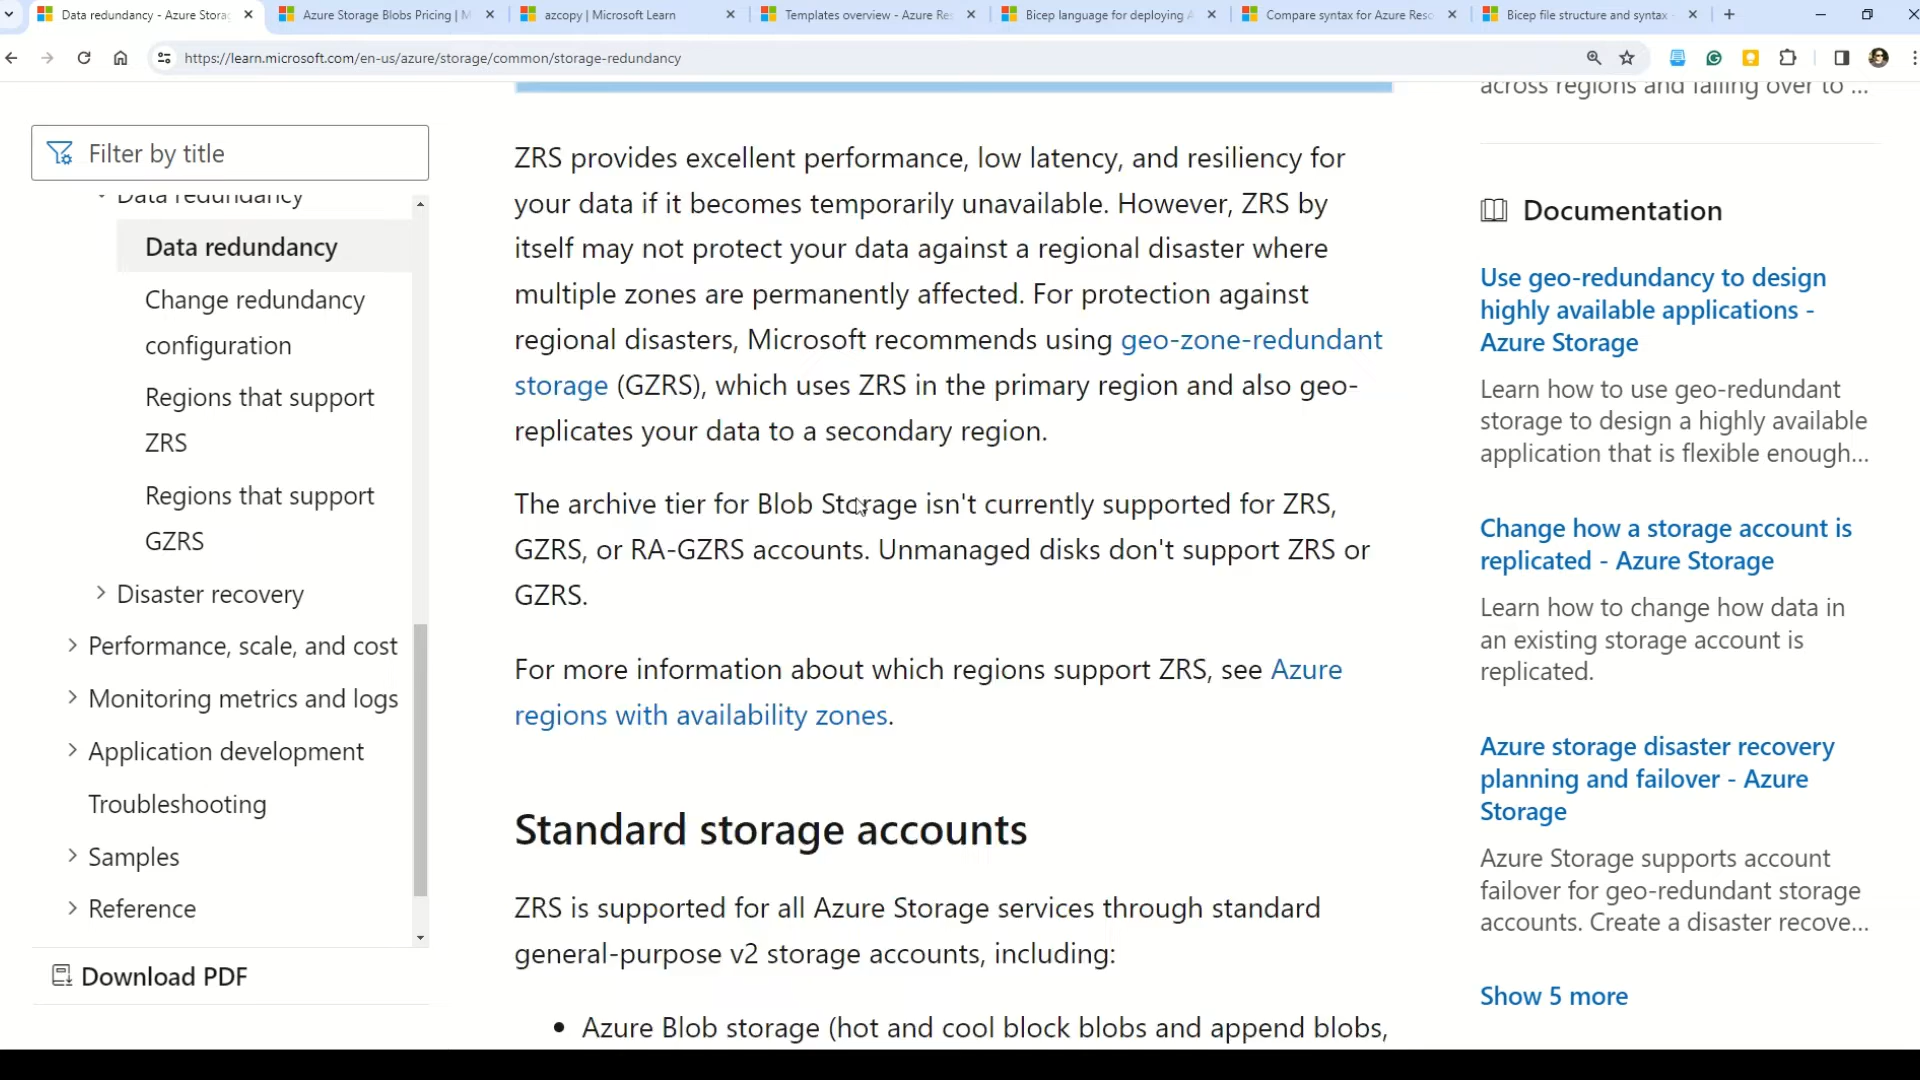 Data redundancy - Azure Storag
Azure Storage Blobs Pricing | M
azcopy | Microsoft Learn
Templates overview - Azure Res
Bicep language for deploying A
Compare syntax for Azure Reso
Bicep file structure and syntax -
https://learn.microsoft.com/en-us/azure/storage/common/storage-redundancy
Filter by title
Data redundancy
Data redundancy
Change redundancy
configuration
Regions that support
ZRS
Regions that support
GZRS
Disaster recovery
Performance, scale, and cost
Monitoring metrics and logs
Application development
Troubleshooting
Samples
Reference
Download PDF
ZRS provides excellent performance, low latency, and resiliency for
your data if it becomes temporarily unavailable. However, ZRS by
itself may not protect your data against a regional disaster where
multiple zones are permanently affected. For protection against
regional disasters, Microsoft recommends using geo-zone-redundant
storage (GZRS), which uses ZRS in the primary region and also geo-
replicates your data to a secondary region.
The archive tier for Blob Storage isn't currently supported for ZRS,
GZRS, or RA-GZRS accounts. Unmanaged disks don't support ZRS or
GZRS.
For more information about which regions support ZRS, see Azure
regions with availability zones.
Standard storage accounts
ZRS is supported for all Azure Storage services through standard
general-purpose v2 storage accounts, including:
• Azure Blob storage (hot and cool block blobs and append blobs,
across regions and failing over to ...
Documentation
Use geo-redundancy to design
highly available applications -
Azure Storage
Learn how to use geo-redundant
storage to design a highly available
application that is flexible enough...
Change how a storage account is
replicated - Azure Storage
Learn how to change how data in
an existing storage account is
replicated.
Azure storage disaster recovery
planning and failover - Azure
Storage
Azure Storage supports account
failover for geo-redundant storage
accounts. Create a disaster recove...
Show 5 more